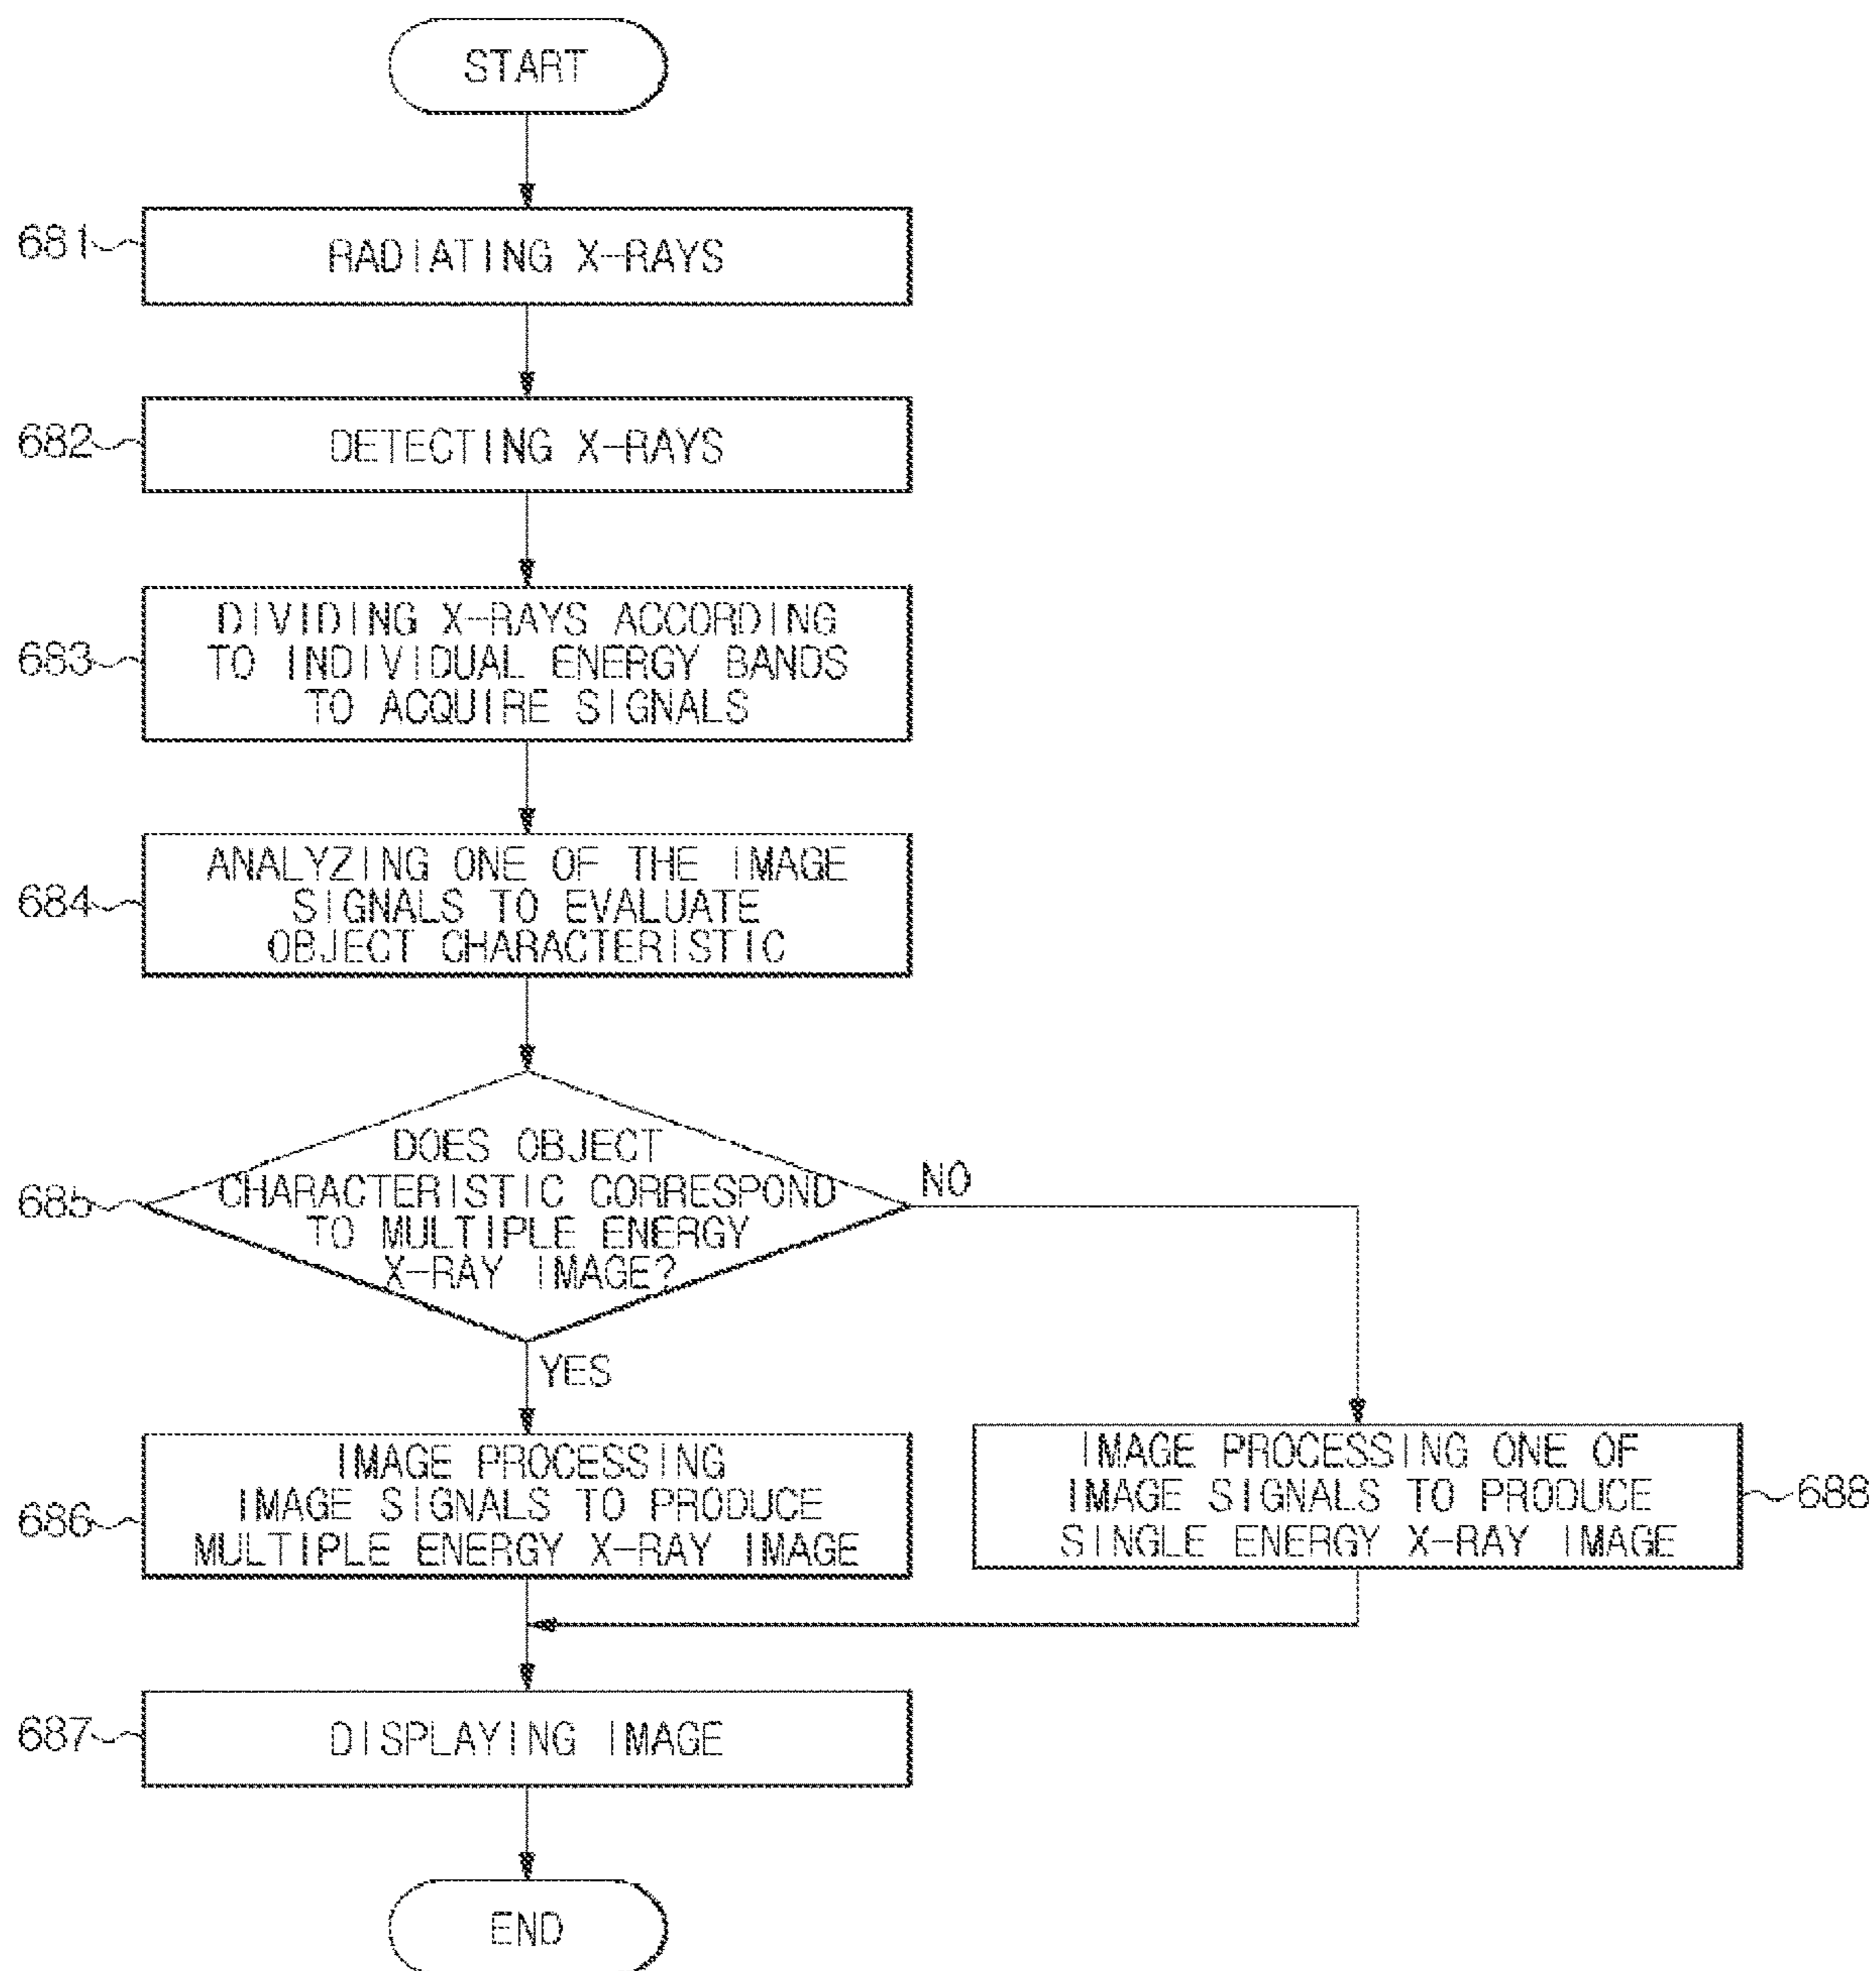 START
681
RADIATING X-RAYS
682
DETECTING X-RAYS
683
DIVIDING X-RAYS ACCORDING
TO INDIVIDUAL ENERGY BANDS
TO ACQUIRE SIGNALS
684
ANALYZING ONE OF THE IMAGE
SIGNALS TO EVALUATE
OBJECT CHARACTERISTIC
685
DOES OBJECT
CHARACTERISTIC CORRESPOND
TO MULTIPLE ENERGY
X-RAY IMAGE?
NO
YES
686
IMAGE PROCESSING
IMAGE SIGNALS TO PRODUCE
MULTIPLE ENERGY X-RAY IMAGE
IMAGE PROCESSING ONE OF
IMAGE SIGNALS TO PRODUCE
SINGLE ENERGY X-RAY IMAGE
688
687
DISPLAYING IMAGE
END